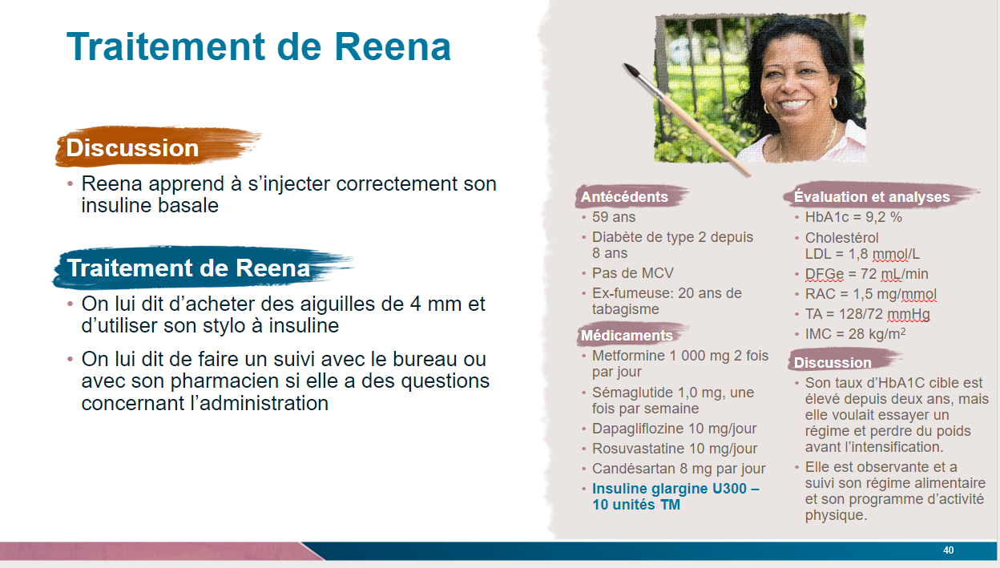 Traitement de Reena
Discussion
• Reena apprend à s’injecter correctement son
insuline basale
Traitement de Reena
• On lui dit d’acheter des aiguilles de 4 mm et
d’utiliser son stylo à insuline
• On lui dit de faire un suivi avec le bureau ou
avec son pharmacien si elle a des questions
concernant l’administration
Antécédents
• 59 ans
• Diabète de type 2 depuis
8 ans
• Pas de MCV
• Ex-fumeuse: 20 ans de
tabagisme
Médicaments
• Metformine 1 000 mg 2 fois
par jour
• Sémaglutide 1,0 mg, une
fois par semaine
• Dapagliflozine 10 mg/jour
• Rosuvastatine 10 mg/jour
• Candésartan 8 mg par jour
• Insuline glargine U300 –
10 unités TM
Évaluation et analyses
• HbA1c = 9,2 %
• Cholestérol
LDL = 1,8 mmol/L
• DFGe = 72 mL/min
• RAC = 1,5 mg/mmol
• TA = 128/72 mmHg
• IMC = 28 kg/m²
Discussion
• Son taux d’HbA1C cible est
élevé depuis deux ans, mais
elle voulait essayer un
régime et perdre du poids
avant l’intensification.
• Elle est observante et a
suivi son régime alimentaire
et son programme d’activité
physique.
40